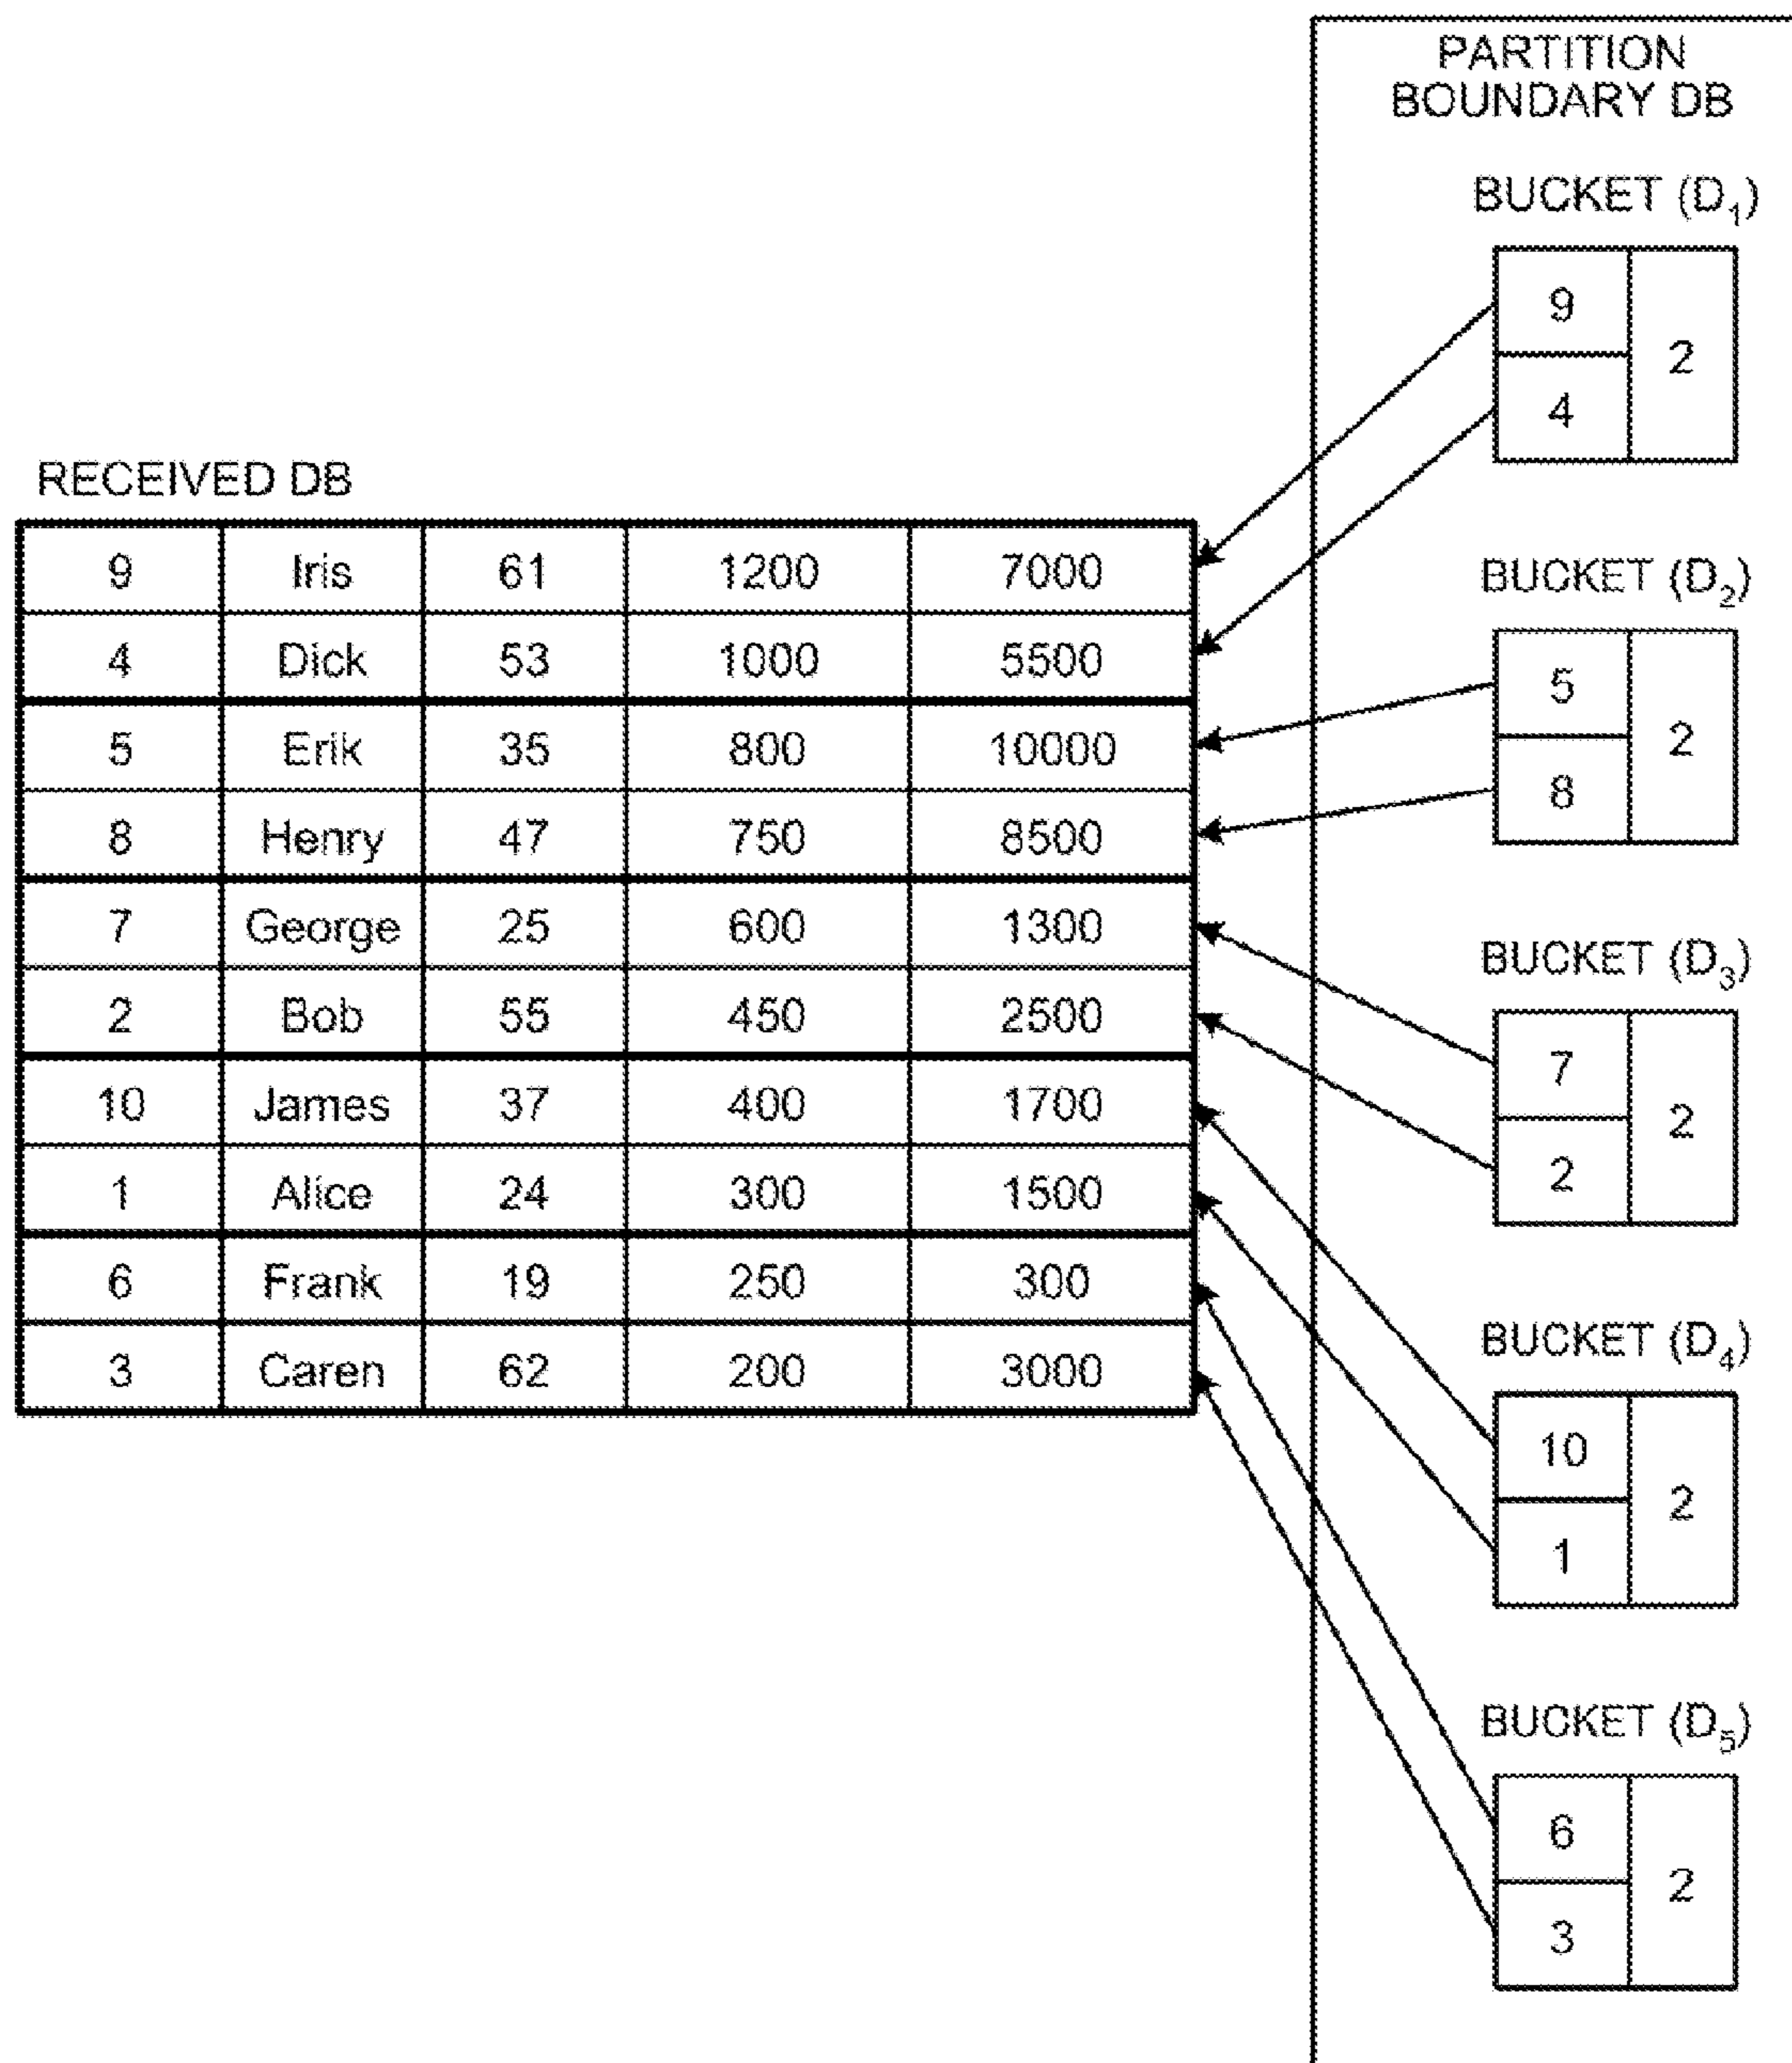 PARTITION
BOUNDARY DB
BUCKET (D₁)
9
4
2
BUCKET (D₂)
5
8
2
BUCKET (D₃)
7
2
2
BUCKET (D₄)
10
1
2
BUCKET (D₅)
6
3
2
RECEIVED DB
9 Iris 61 1200 7000
4 Dick 53 1000 5500
5 Erik 35 800 10000
8 Henry 47 750 8500
7 George 25 600 1300
2 Bob 55 450 2500
10 James 37 400 1700
1 Alice 24 300 1500
6 Frank 19 250 300
3 Caren 62 200 3000